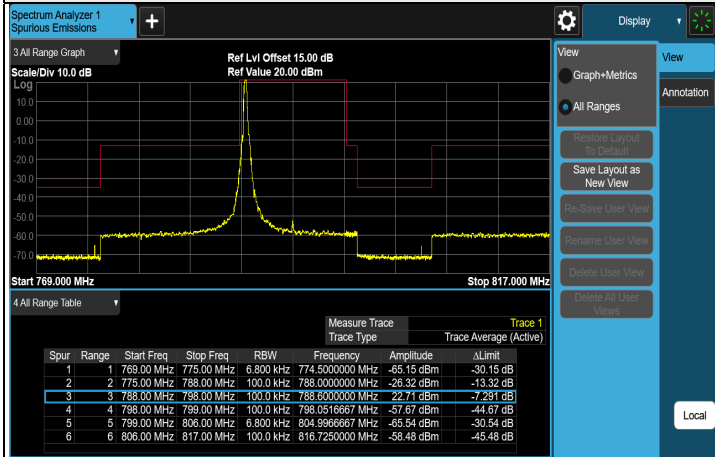 Spectrum Analyzer 1
Spurious Emissions
Display
3 All Range Graph
Ref Lvl Offset 15.00 dB
Scale/Div 10.0 dB
Ref Value 20.00 dBm
Log
10.0
0.00
-10.0
-20.0
-30.0
-40.0
-50.0
-60.0
-70.0
Start 769.000 MHz
Stop 817.000 MHz
4 All Range Table
Measure Trace Trace 1
Trace Type Trace Average (Active)
Spur Range Start Freq Stop Freq RBW Frequency Amplitude ΔLimit
1 1 769.00 MHz 775.00 MHz 6.800 kHz 774.5000000 MHz -65.15 dBm -30.15 dB
2 2 775.00 MHz 788.00 MHz 100.0 kHz 788.0000000 MHz -26.32 dBm -13.32 dB
3 3 788.00 MHz 798.00 MHz 100.0 kHz 788.6000000 MHz 22.71 dBm -7.291 dB
4 4 798.00 MHz 799.00 MHz 100.0 kHz 798.0516667 MHz -57.67 dBm -44.67 dB
5 5 799.00 MHz 806.00 MHz 6.800 kHz 804.9966667 MHz -65.54 dBm -30.54 dB
6 6 806.00 MHz 817.00 MHz 100.0 kHz 816.7250000 MHz -58.48 dBm -45.48 dB
View
Graph+Metrics
All Ranges
Restore Layout
To Default
Save Layout as
New View
Re-Save User View
Rename User View
Delete User View
Delete All User
Views
View
Annotation
Local